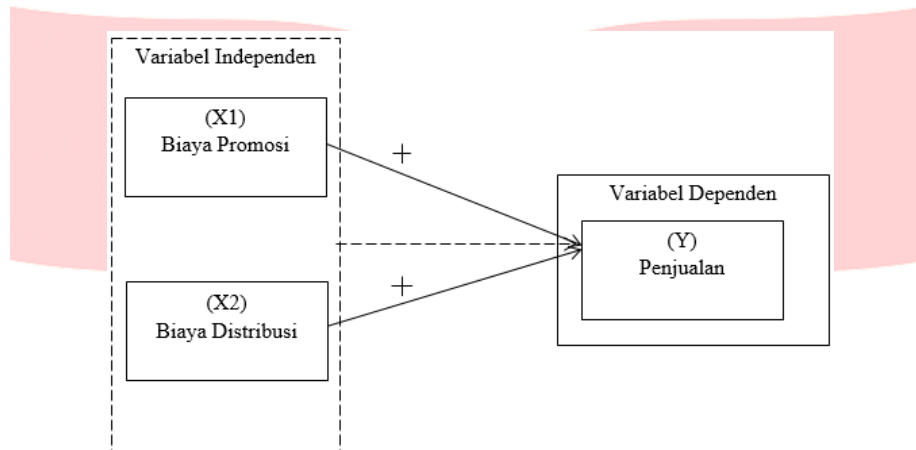 Variabel Independen
(X1)
Biaya Promosi
+
Variabel Dependen
(Y)
Penjualan
+
(X2)
Biaya Distribusi